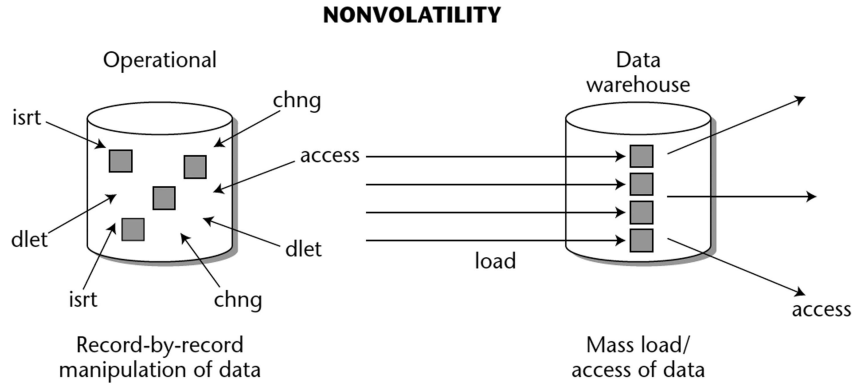 NONVOLATILITY
Operational
isrt
chng
access
dlet
dlet
isrt
chng
Record-by-record
manipulation of data
load
Data
warehouse
access
Mass load/
access of data